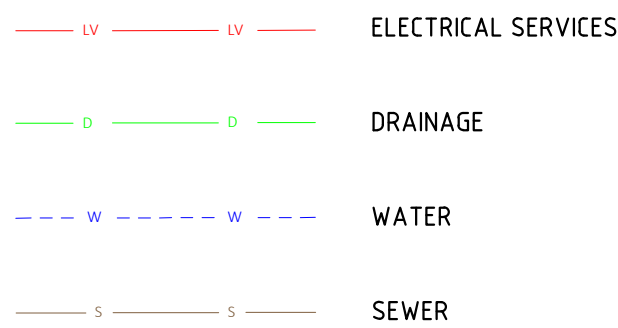 LV LV ELECTRICAL SERVICES
D D DRAINAGE
W W WATER
S S SEWER